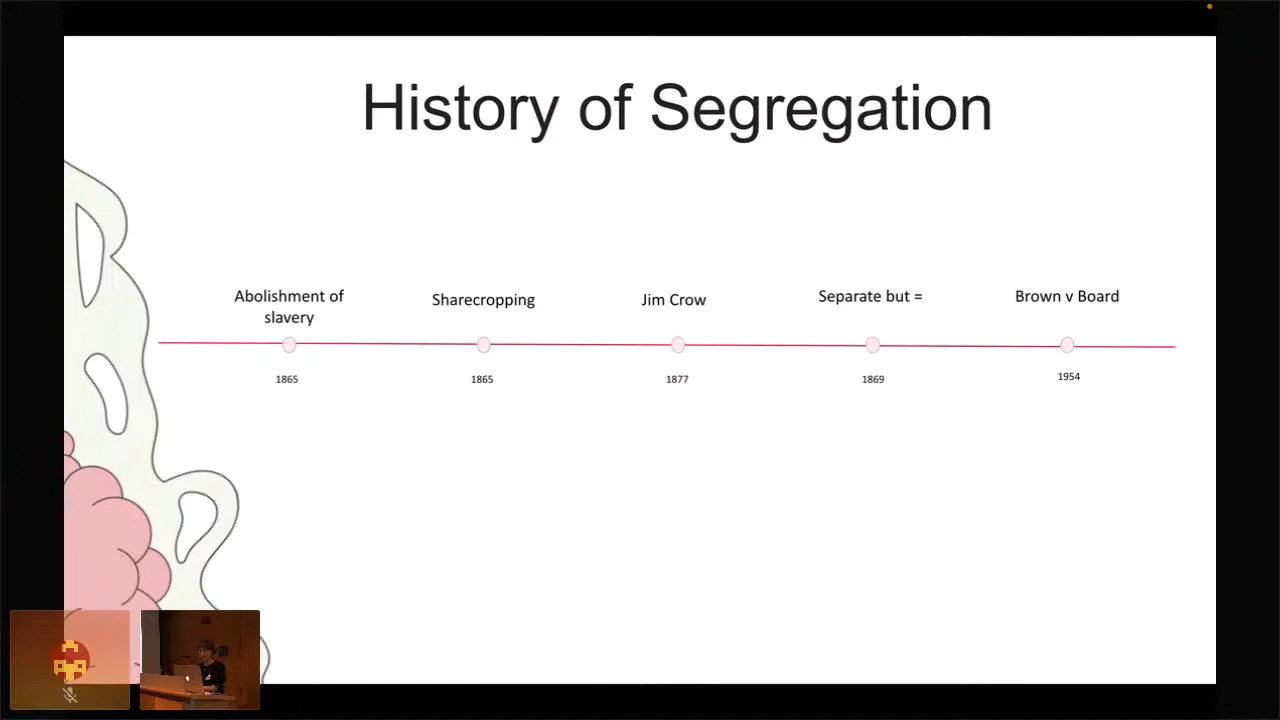 History of Segregation
Abolishment of
slavery
Sharecropping
Jim Crow
Separate but =
Brown v Board
1865
1865
1877
1869
1954